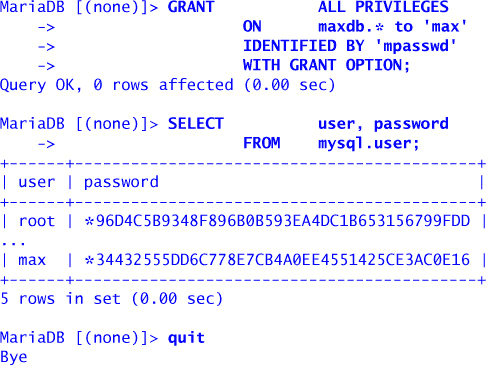 MariaDB [(none)]> GRANT          ALL PRIVILEGES
    ->                    ON     maxdb.* to 'max'
    ->                    IDENTIFIED BY 'mpasswd'
    ->                    WITH GRANT OPTION;
Query OK, 0 rows affected (0.00 sec)
MariaDB [(none)]> SELECT         user, password
    ->                    FROM   mysql.user;
+------+-------------------------------------------+
| user | password                                  |
+------+-------------------------------------------+
| root | *96D4C5B9348F896B0B593EA4DC1B653156799FDD |
...
| max  | *34432555DD6C778E7CB4A0EE4551425CE3AC0E16 |
+------+-------------------------------------------+
5 rows in set (0.00 sec)
MariaDB [(none)]> quit
Bye